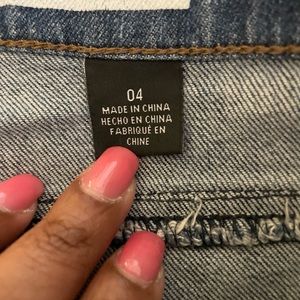 04
MADE IN CHINA
HECHO EN CHINA
FABRIQUÉ EN
CHINE